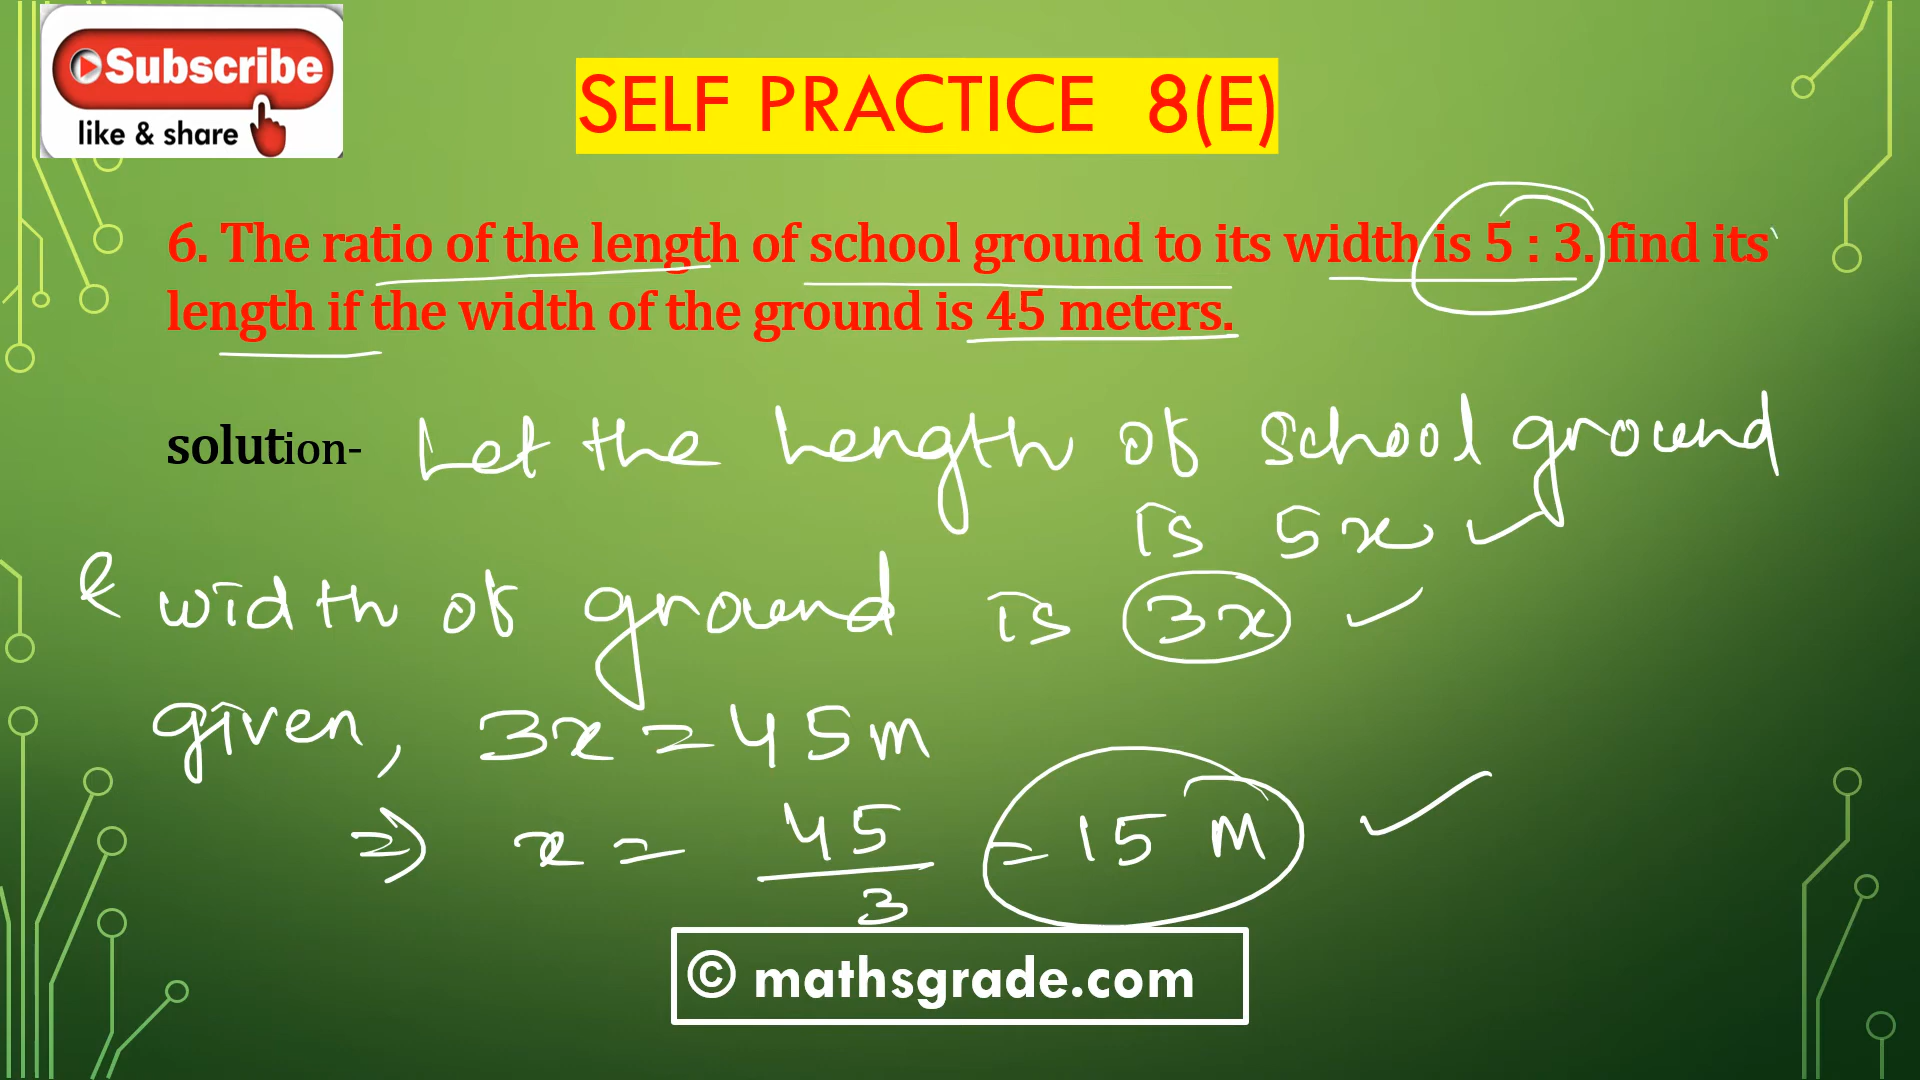 Subscribe
like & share
SELF PRACTICE 8(E)
6. The ratio of the length of school ground to its width is 5 : 3. find its
length if the width of the ground is 45 meters.
solution- Let the Length of School ground
is 5x
& width of ground is 3x
given, 3x = 45m
⇒ x = 45/3 = 15 m
© mathsgrade.com